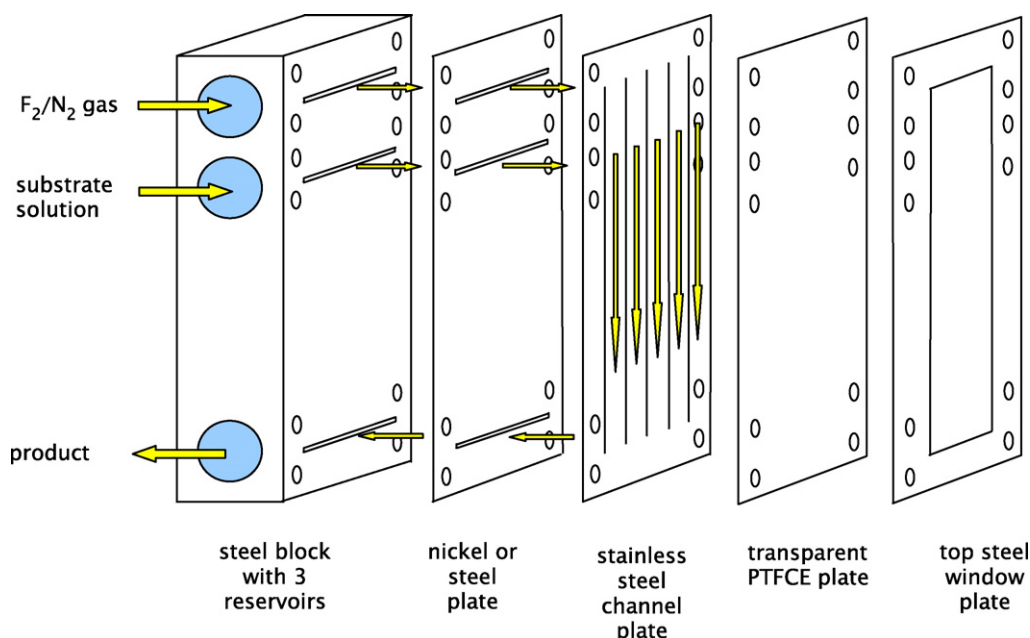 F₂/N₂ gas
substrate
solution
product
steel block
with 3
reservoirs
nickel or
steel
plate
stainless
steel
channel
plate
transparent
PTFCE plate
top steel
window
plate